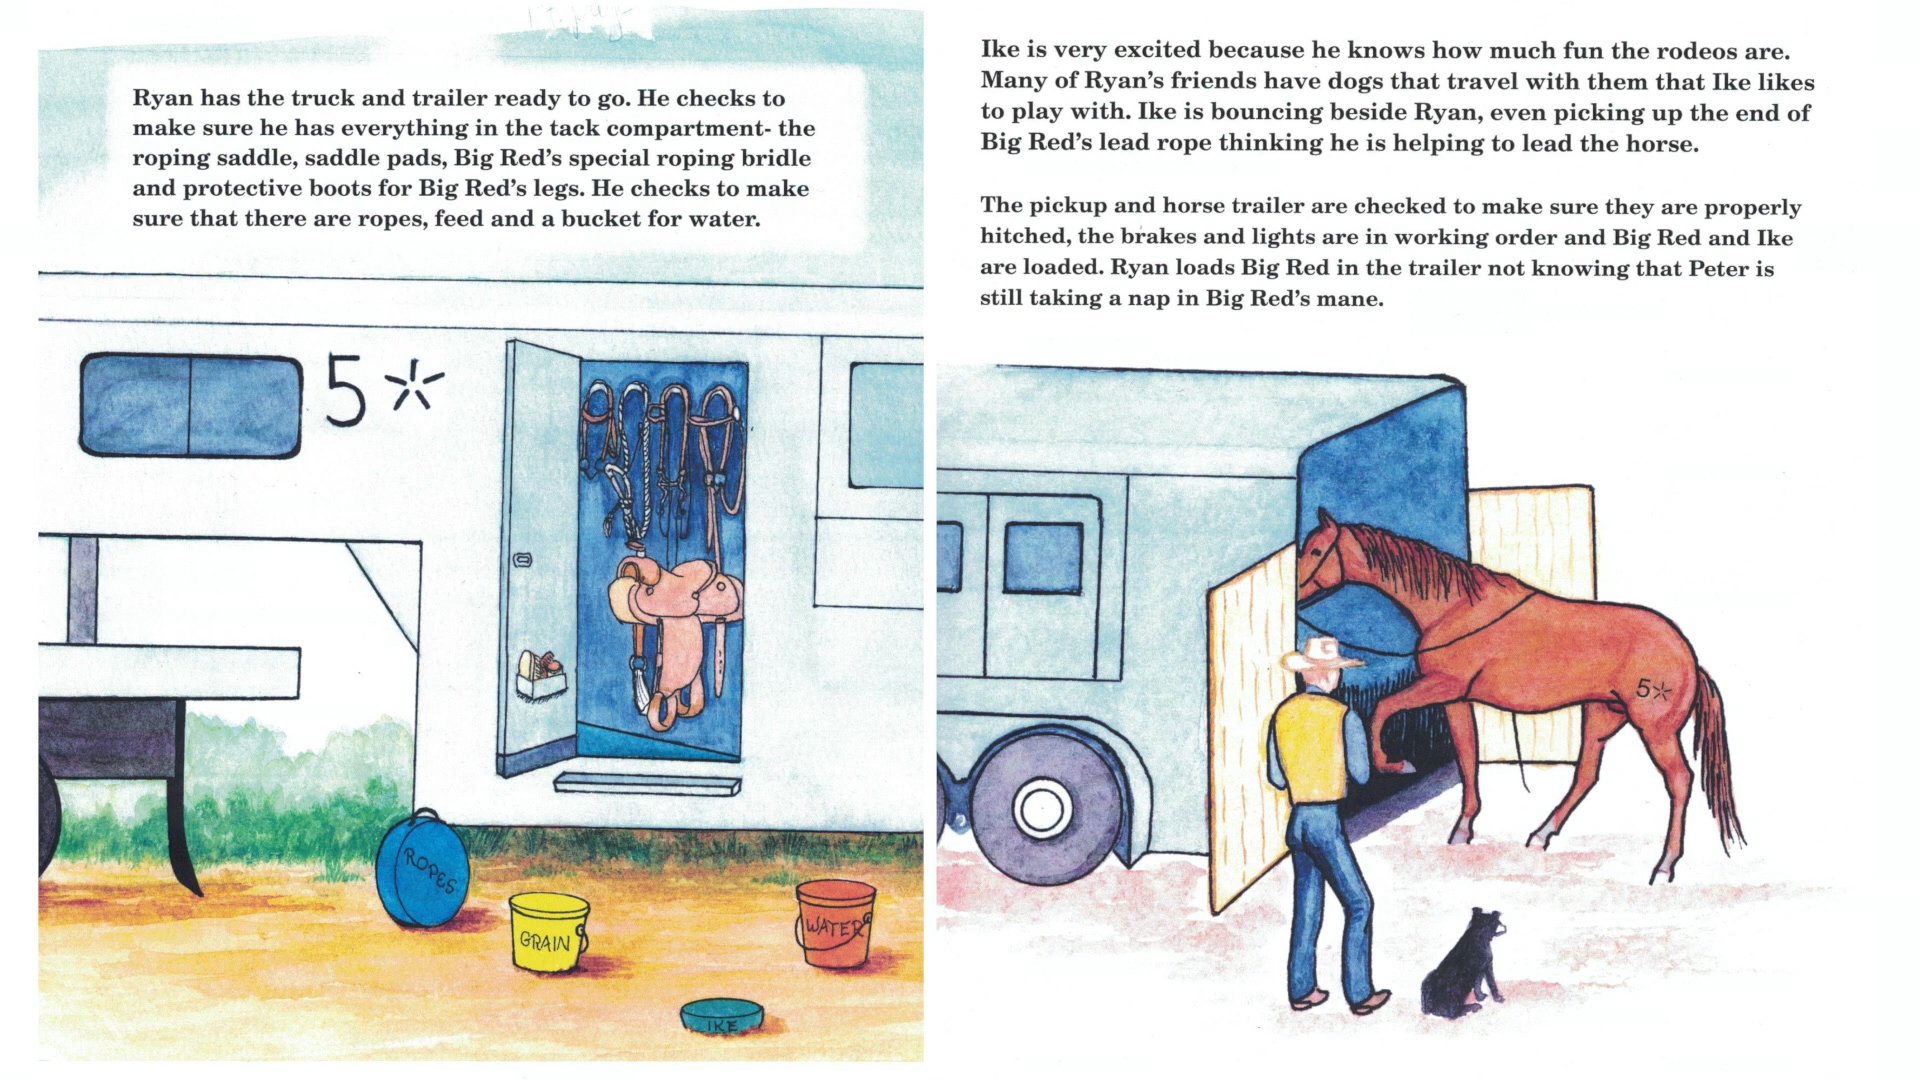 Ryan has the truck and trailer ready to go. He checks to
make sure he has everything in the tack compartment- the
roping saddle, saddle pads, Big Red's special roping bridle
and protective boots for Big Red's legs. He checks to make
sure that there are ropes, feed and a bucket for water.
5*
ROPES
GRAIN
WATER
IKE
Ike is very excited because he knows how much fun the rodeos are.
Many of Ryan's friends have dogs that travel with them that Ike likes
to play with. Ike is bouncing beside Ryan, even picking up the end of
Big Red's lead rope thinking he is helping to lead the horse.
The pickup and horse trailer are checked to make sure they are properly
hitched, the brakes and lights are in working order and Big Red and Ike
are loaded. Ryan loads Big Red in the trailer not knowing that Peter is
still taking a nap in Big Red's mane.
5*